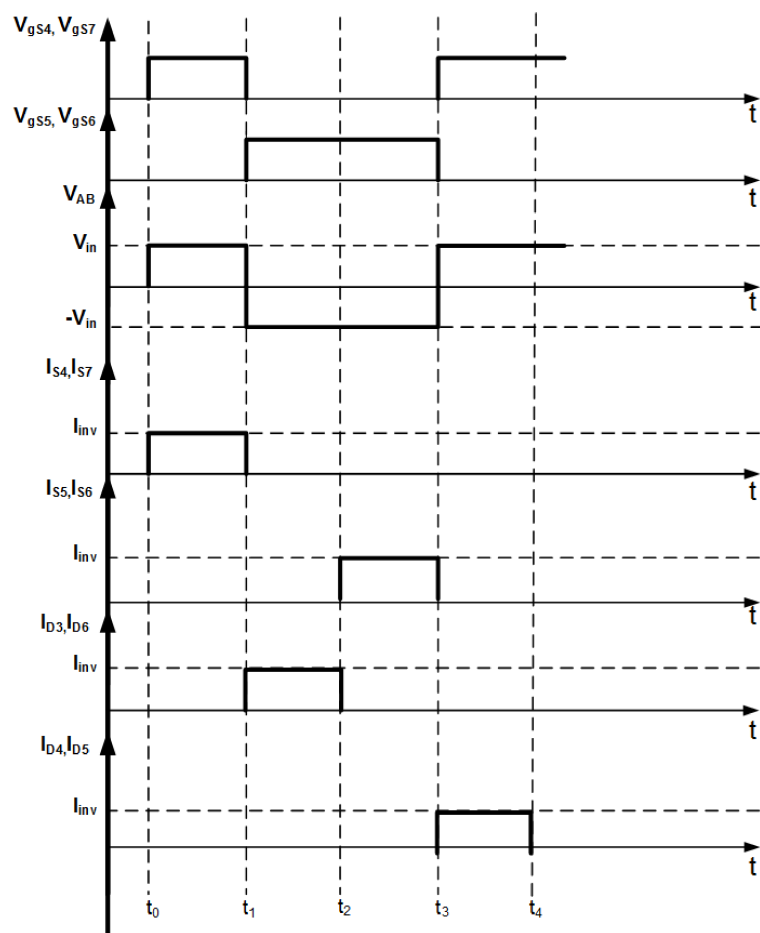 VgS4, VgS7
t
VgS5, VgS6
t
VAB
Vin
t
-Vin
IS4,IS7
Iinv
t
IS5,IS6
Iinv
t
ID3,ID6
Iinv
t
ID4,ID5
Iinv
t
t0 t1 t2 t3 t4